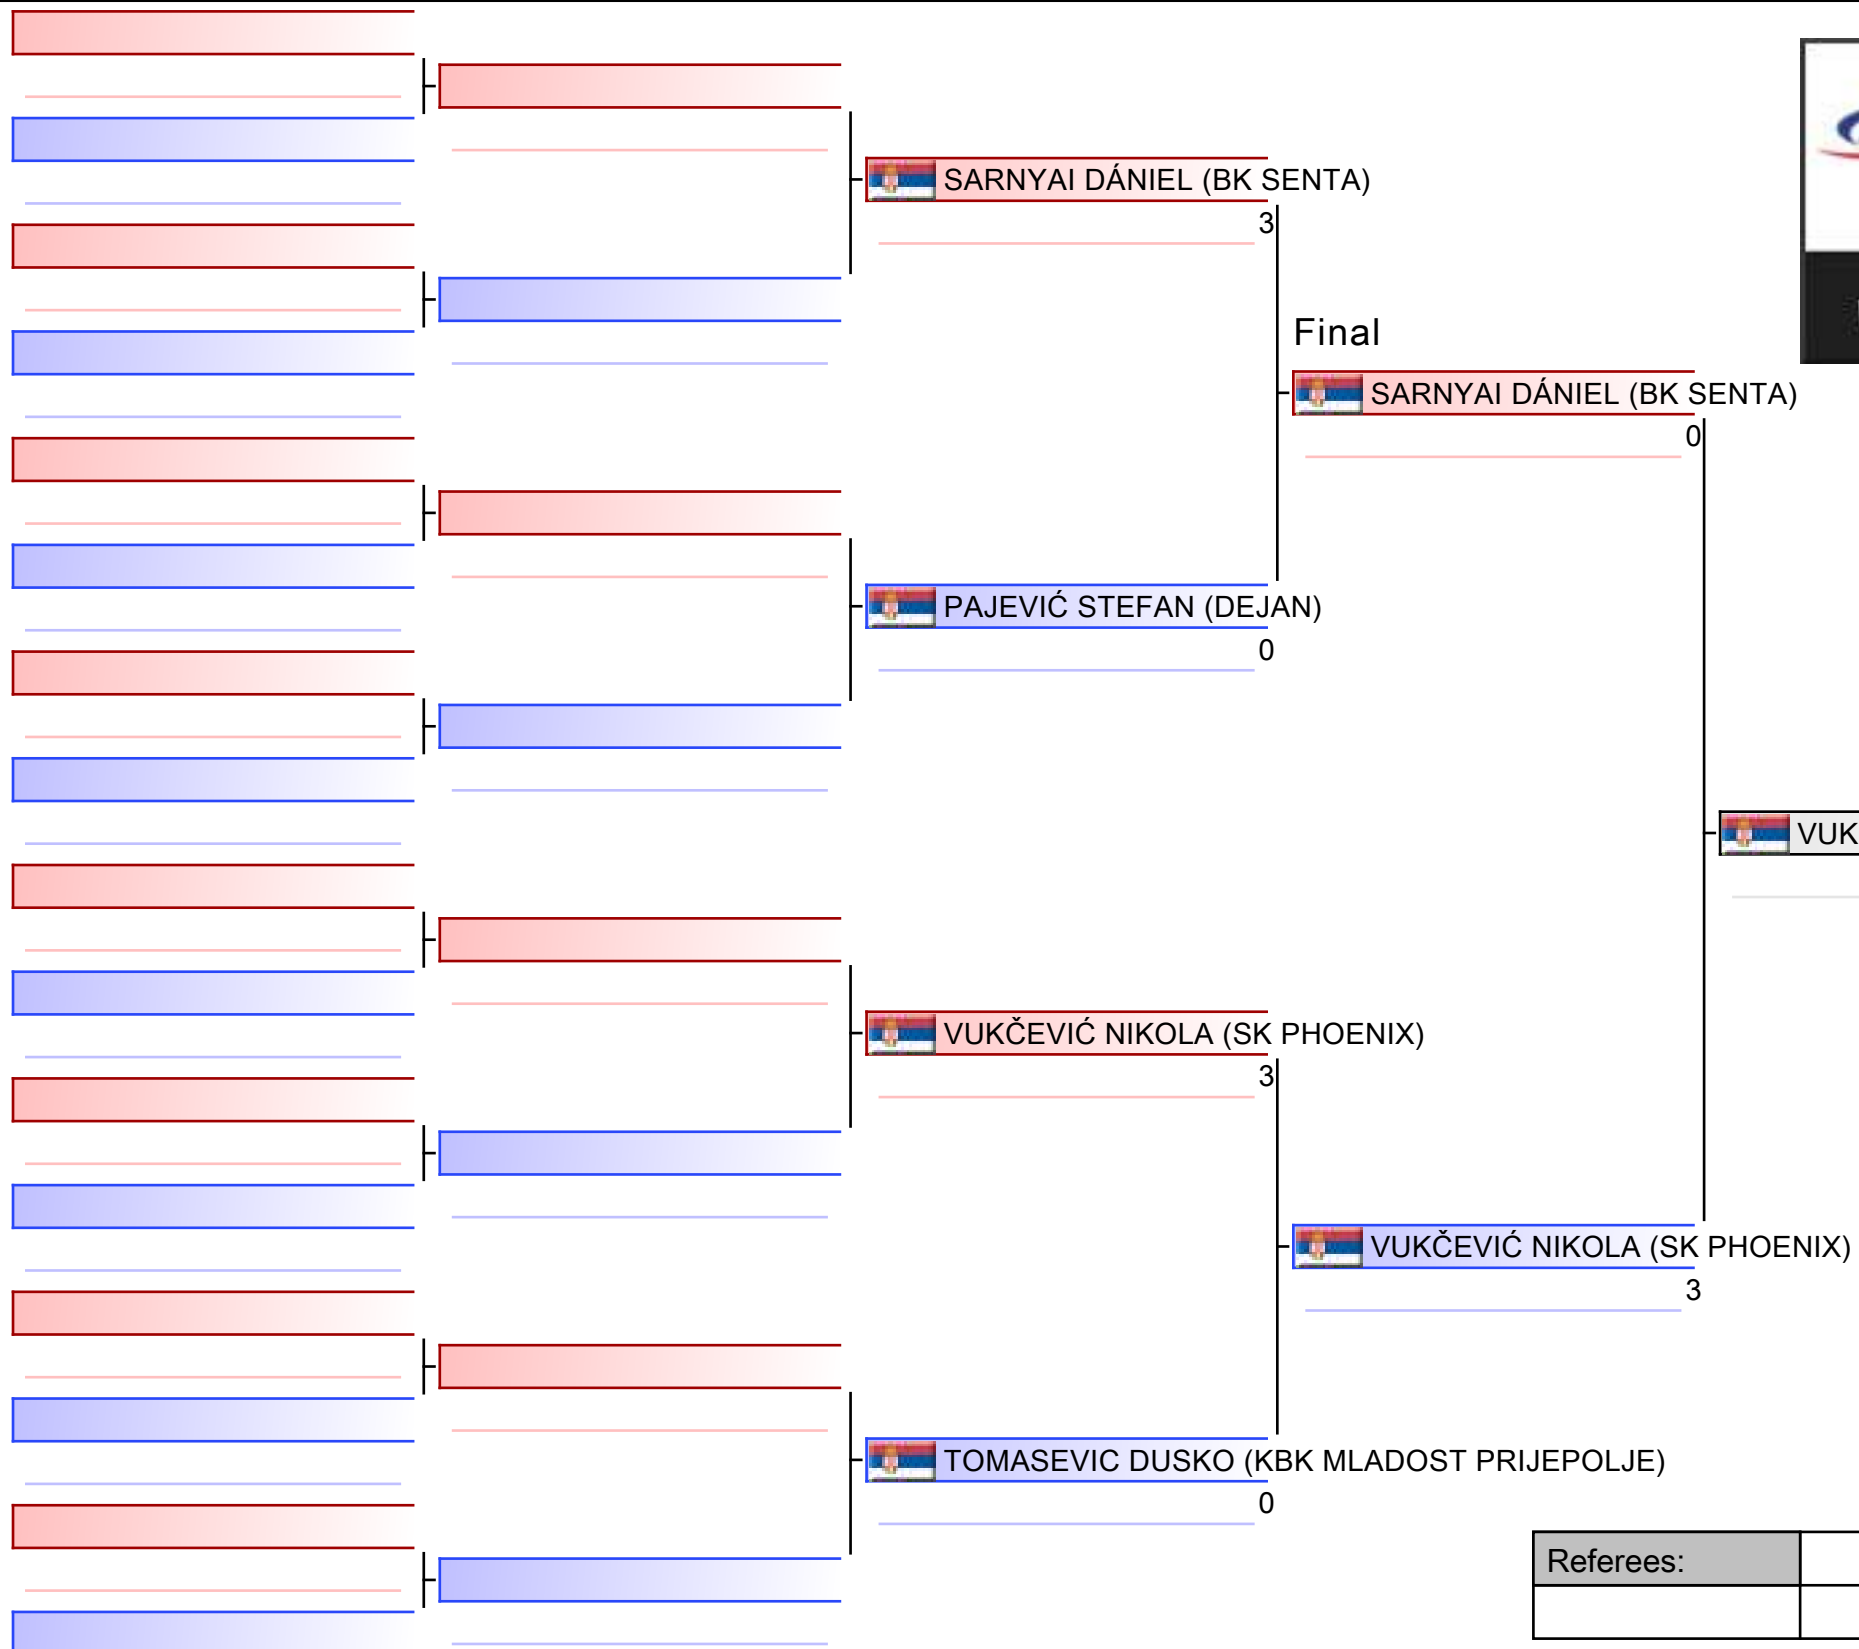 SARNYAI DÁNIEL (BK SENTA)
3
Final
SARNYAI DÁNIEL (BK SENTA)
0
PAJEVIĆ STEFAN (DEJAN)
0
VUK
VUKČEVIĆ NIKOLA (SK PHOENIX)
3
VUKČEVIĆ NIKOLA (SK PHOENIX)
3
TOMASEVIC DUSKO (KBK MLADOST PRIJEPOLJE)
0
Referees: